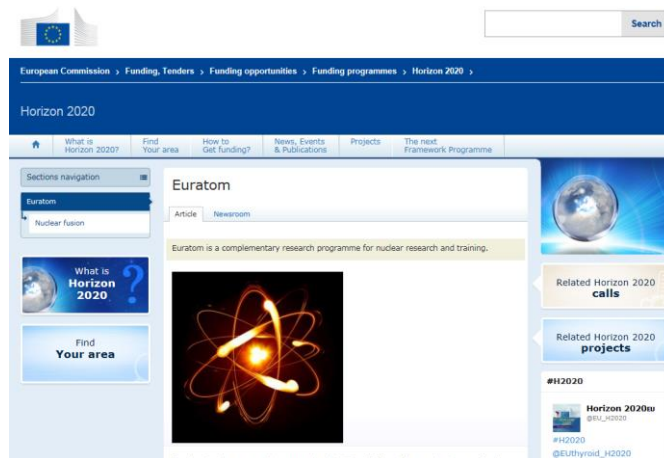 Search
European Commission > Funding, Tenders > Funding opportunities > Funding programmes > Horizon 2020 >
Horizon 2020
What is
Horizon 2020?
Find
Your area
How to
Get funding?
News, Events
& Publications
Projects
The next
Framework Programme
Sections navigation
Euratom
Nuclear fusion
What is
Horizon
2020
?
Find
Your area
Euratom
Article
Newsroom
Euratom is a complementary research programme for nuclear research and training.
Related Horizon 2020
calls
Related Horizon 2020
projects
#H2020
Horizon 2020EU
@EU_H2020
#H2020
@EUthyroid_H2020